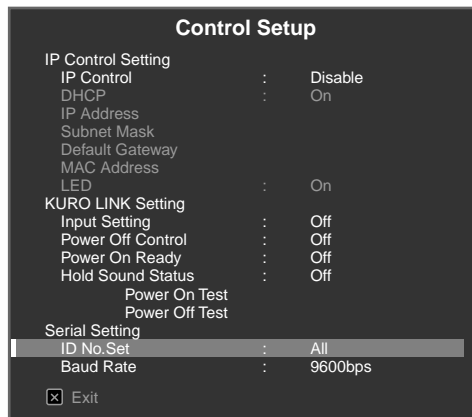 Control Setup
IP Control Setting
IP Control : Disable
DHCP : On
IP Address
Subnet Mask
Default Gateway
MAC Address
LED : On
KURO LINK Setting
Input Setting : Off
Power Off Control : Off
Power On Ready : Off
Hold Sound Status : Off
Power On Test
Power Off Test
Serial Setting
ID No.Set : All
Baud Rate : 9600bps
Exit